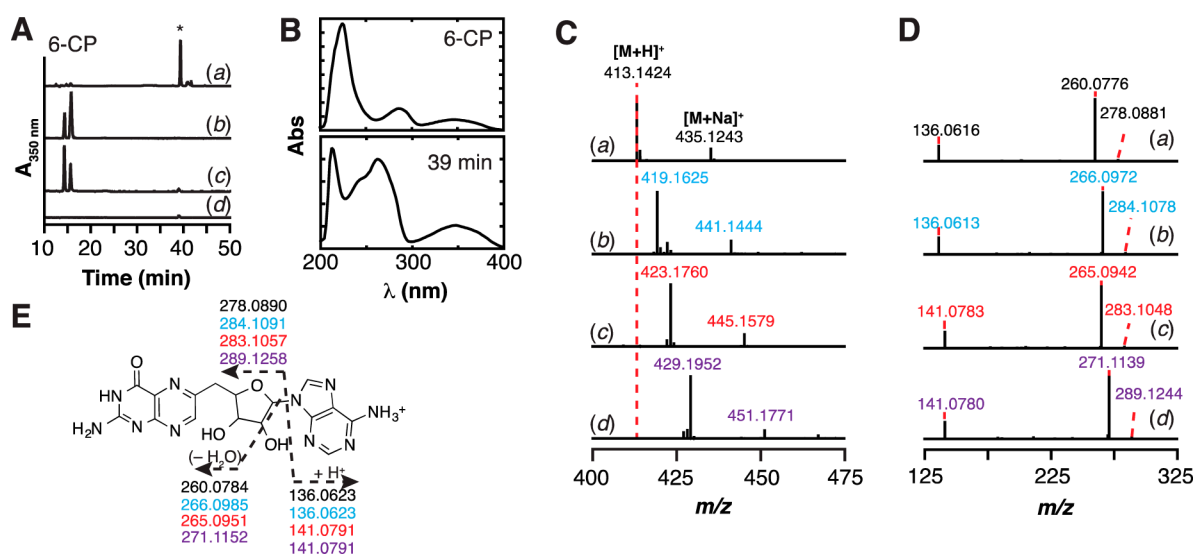 A
6-CP
*
(a)
(b)
(c)
(d)
A350 nm
10 20 30 40 50
Time (min)
B
6-CP
39 min
Abs
200 300 400
λ (nm)
C
[M+H]+
413.1424
[M+Na]+
435.1243
(a)
419.1625
441.1444
(b)
423.1760
445.1579
(c)
429.1952
451.1771
(d)
400 425 450 475
m/z
D
260.0776
278.0881
136.0616
(a)
266.0972
284.1078
136.0613
(b)
265.0942
283.1048
141.0783
(c)
271.1139
289.1244
141.0780
(d)
125 225 325
m/z
E
278.0890
284.1091
283.1057
289.1258
O
HN
N
N
H2N
N
N
O
HO
OH
N
N
N
N
NH3+
(– H2O)
+ H+
260.0784
266.0985
265.0951
271.1152
136.0623
136.0623
141.0791
141.0791